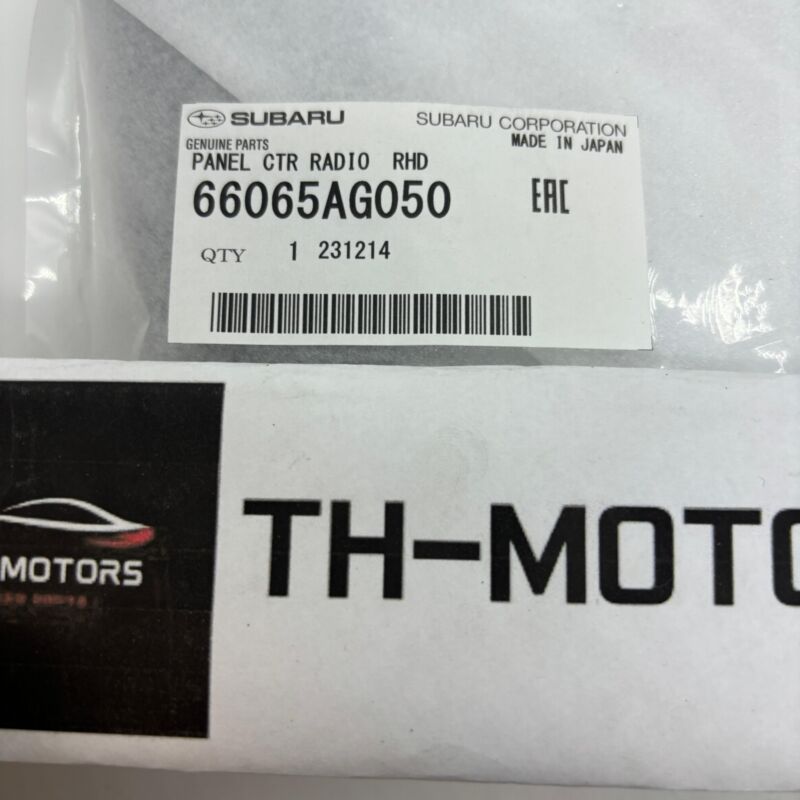 SUBARU
SUBARU CORPORATION
GENUINE PARTS
MADE IN JAPAN
PANEL CTR RADIO RHD
66065AG050
EAC
QTY 1 231214
MOTORS
TH-MOTO